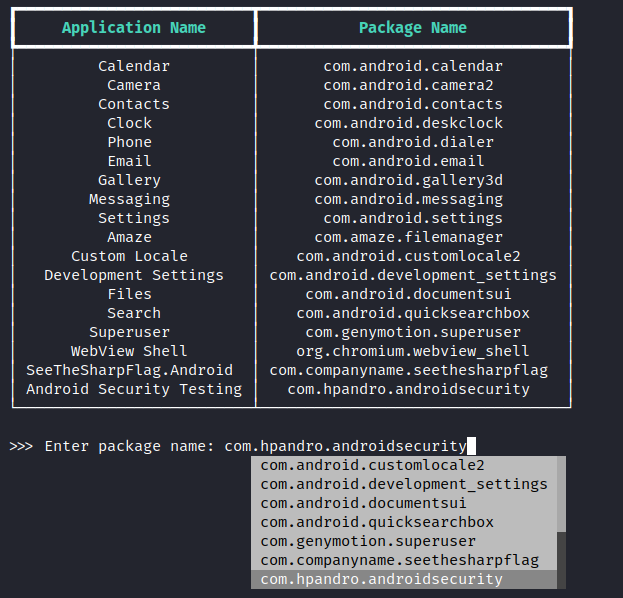 Application Name Package Name
Calendar com.android.calendar
Camera com.android.camera2
Contacts com.android.contacts
Clock com.android.deskclock
Phone com.android.dialer
Email com.android.email
Gallery com.android.gallery3d
Messaging com.android.messaging
Settings com.android.settings
Amaze com.amaze.filemanager
Custom Locale com.android.customlocale2
Development Settings com.android.development_settings
Files com.android.documentsui
Search com.android.quicksearchbox
Superuser com.genymotion.superuser
WebView Shell org.chromium.webview_shell
SeeTheSharpFlag.Android com.companyname.seethesharpflag
Android Security Testing com.hpandro.androidsecurity
>>> Enter package name: com.hpandro.androidsecurity
com.android.customlocale2
com.android.development_settings
com.android.documentsui
com.android.quicksearchbox
com.genymotion.superuser
com.companyname.seethesharpflag
com.hpandro.androidsecurity